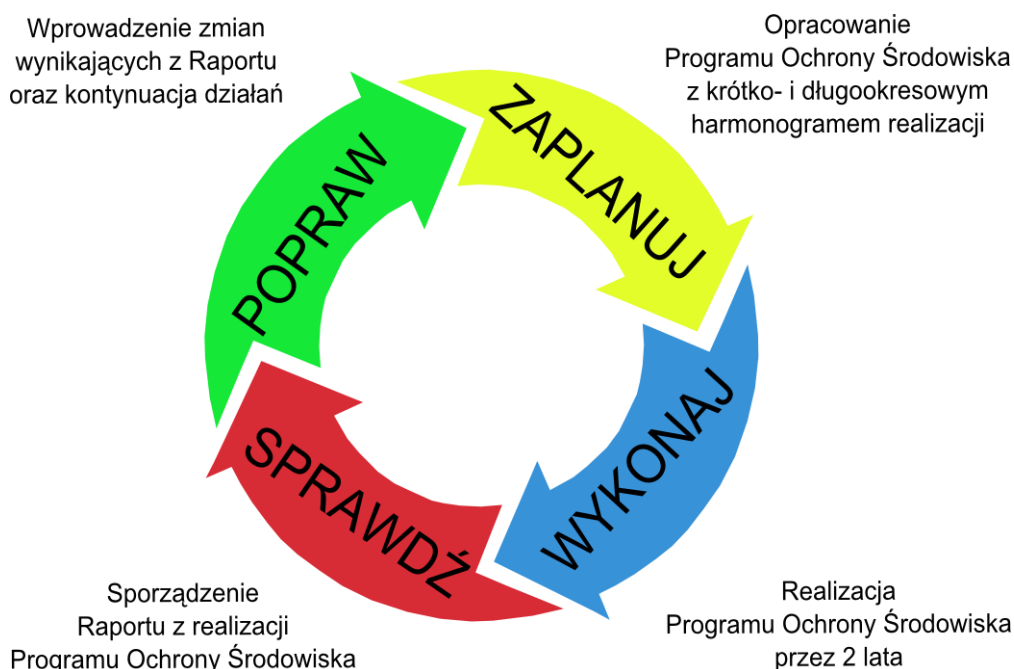 Wprowadzenie zmian
wynikających z Raportu
oraz kontynuacja działań
Opracowanie
Programu Ochrony Środowiska
z krótko- i długookresowym
harmonogramem realizacji
ZAPLANUJ
POPRAW
WYKONAJ
SPRAWDŹ
Sporządzenie
Raportu z realizacji
Programu Ochrony Środowiska
Realizacja
Programu Ochrony Środowiska
przez 2 lata